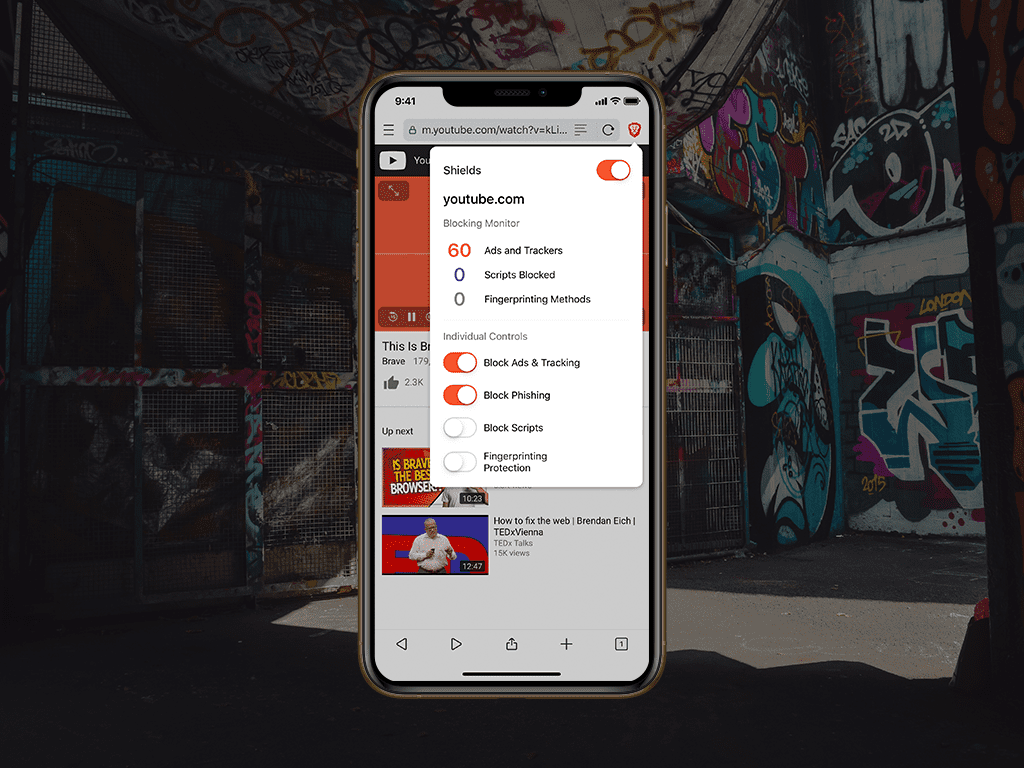 9:41
m.youtube.com/watch?v=kLi...
You
Shields
youtube.com
Blocking Monitor
60 Ads and Trackers
0 Scripts Blocked
0 Fingerprinting Methods
Individual Controls
Block Ads & Tracking
Block Phishing
Block Scripts
Fingerprinting
Protection
This Is Br
Brave 179,
2.3K
Up next
IS BRAVE
THE BES
BROWSER
10:23
How to fix the web | Brendan Eich |
TEDxVienna
TEDx Talks
15K views
12:47
1
LONDON
2015